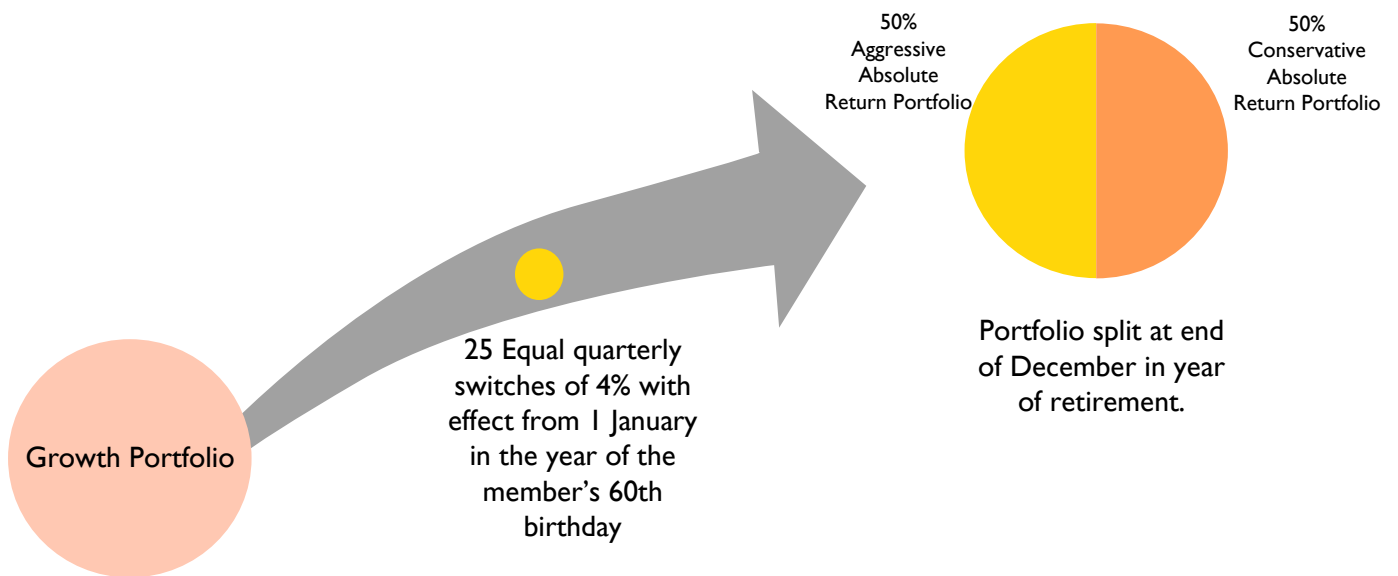 50%
Aggressive
Absolute
Return Portfolio
50%
Conservative
Absolute
Return Portfolio
Portfolio split at end
of December in year
of retirement.
25 Equal quarterly
switches of 4% with
effect from 1 January
in the year of the
member’s 60th
birthday
Growth Portfolio